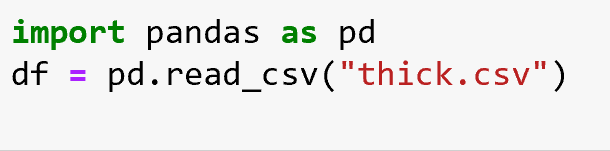 import pandas as pd
df = pd.read_csv("thick.csv")